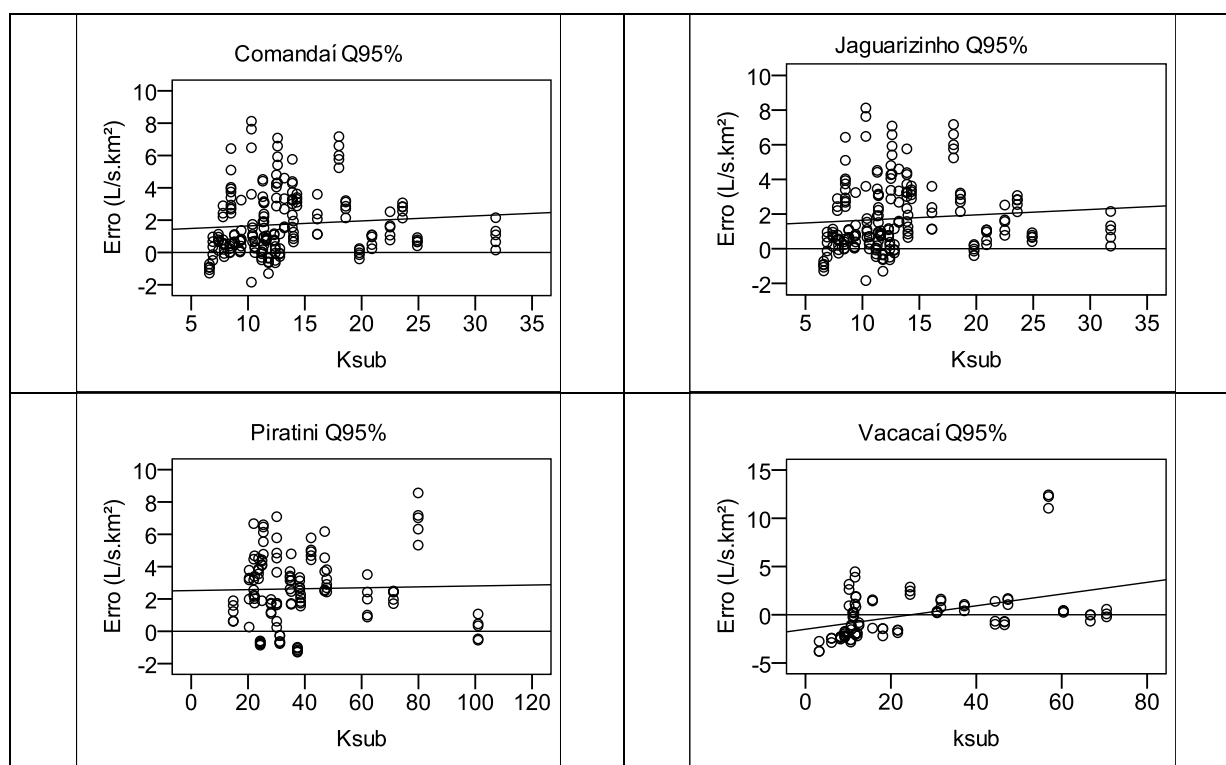 Comandaí Q95%
Erro (L/s.km²)
10
8
6
4
2
0
-2
5 10 15 20 25 30 35
Ksub
Jaguarizinho Q95%
Erro (L/s.km²)
10
8
6
4
2
0
-2
5 10 15 20 25 30 35
Ksub
Piratini Q95%
Erro (L/s.km²)
10
8
6
4
2
0
-2
0 20 40 60 80 100 120
Ksub
Vacacaí Q95%
Erro (L/s.km²)
15
10
5
0
-5
0 20 40 60 80
ksub